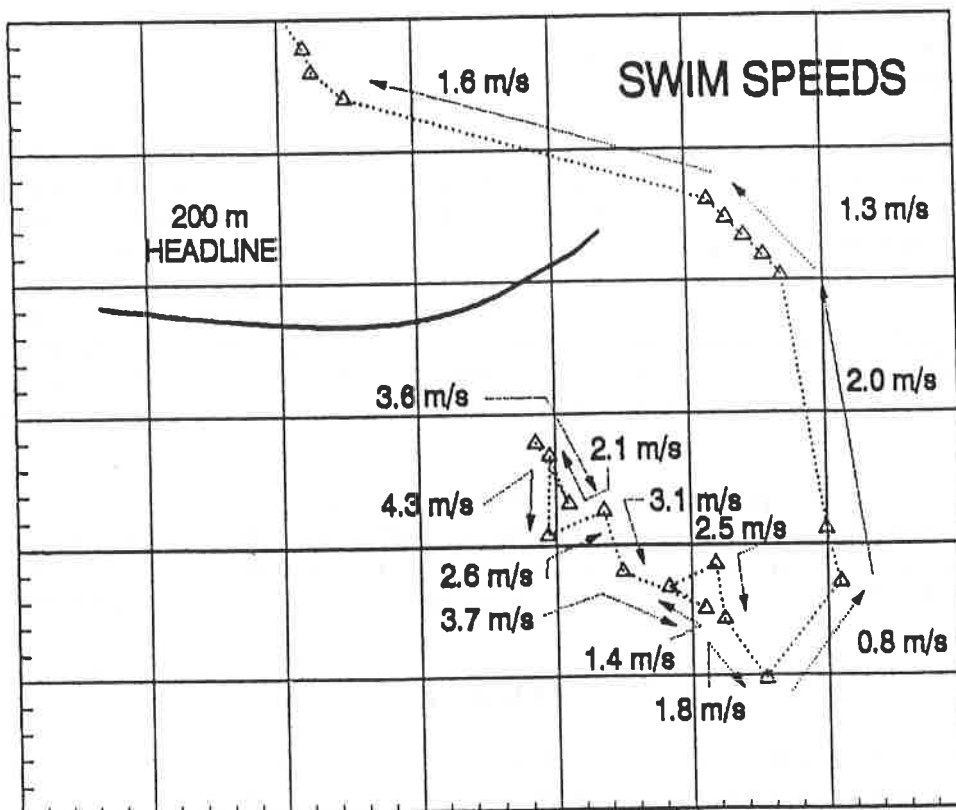 1.6 m/s
SWIM SPEEDS
200 m
HEADLINE
1.3 m/s
3.6 m/s
2.0 m/s
2.1 m/s
4.3 m/s
3.1 m/s
2.5 m/s
2.6 m/s
3.7 m/s
1.4 m/s
0.8 m/s
1.8 m/s